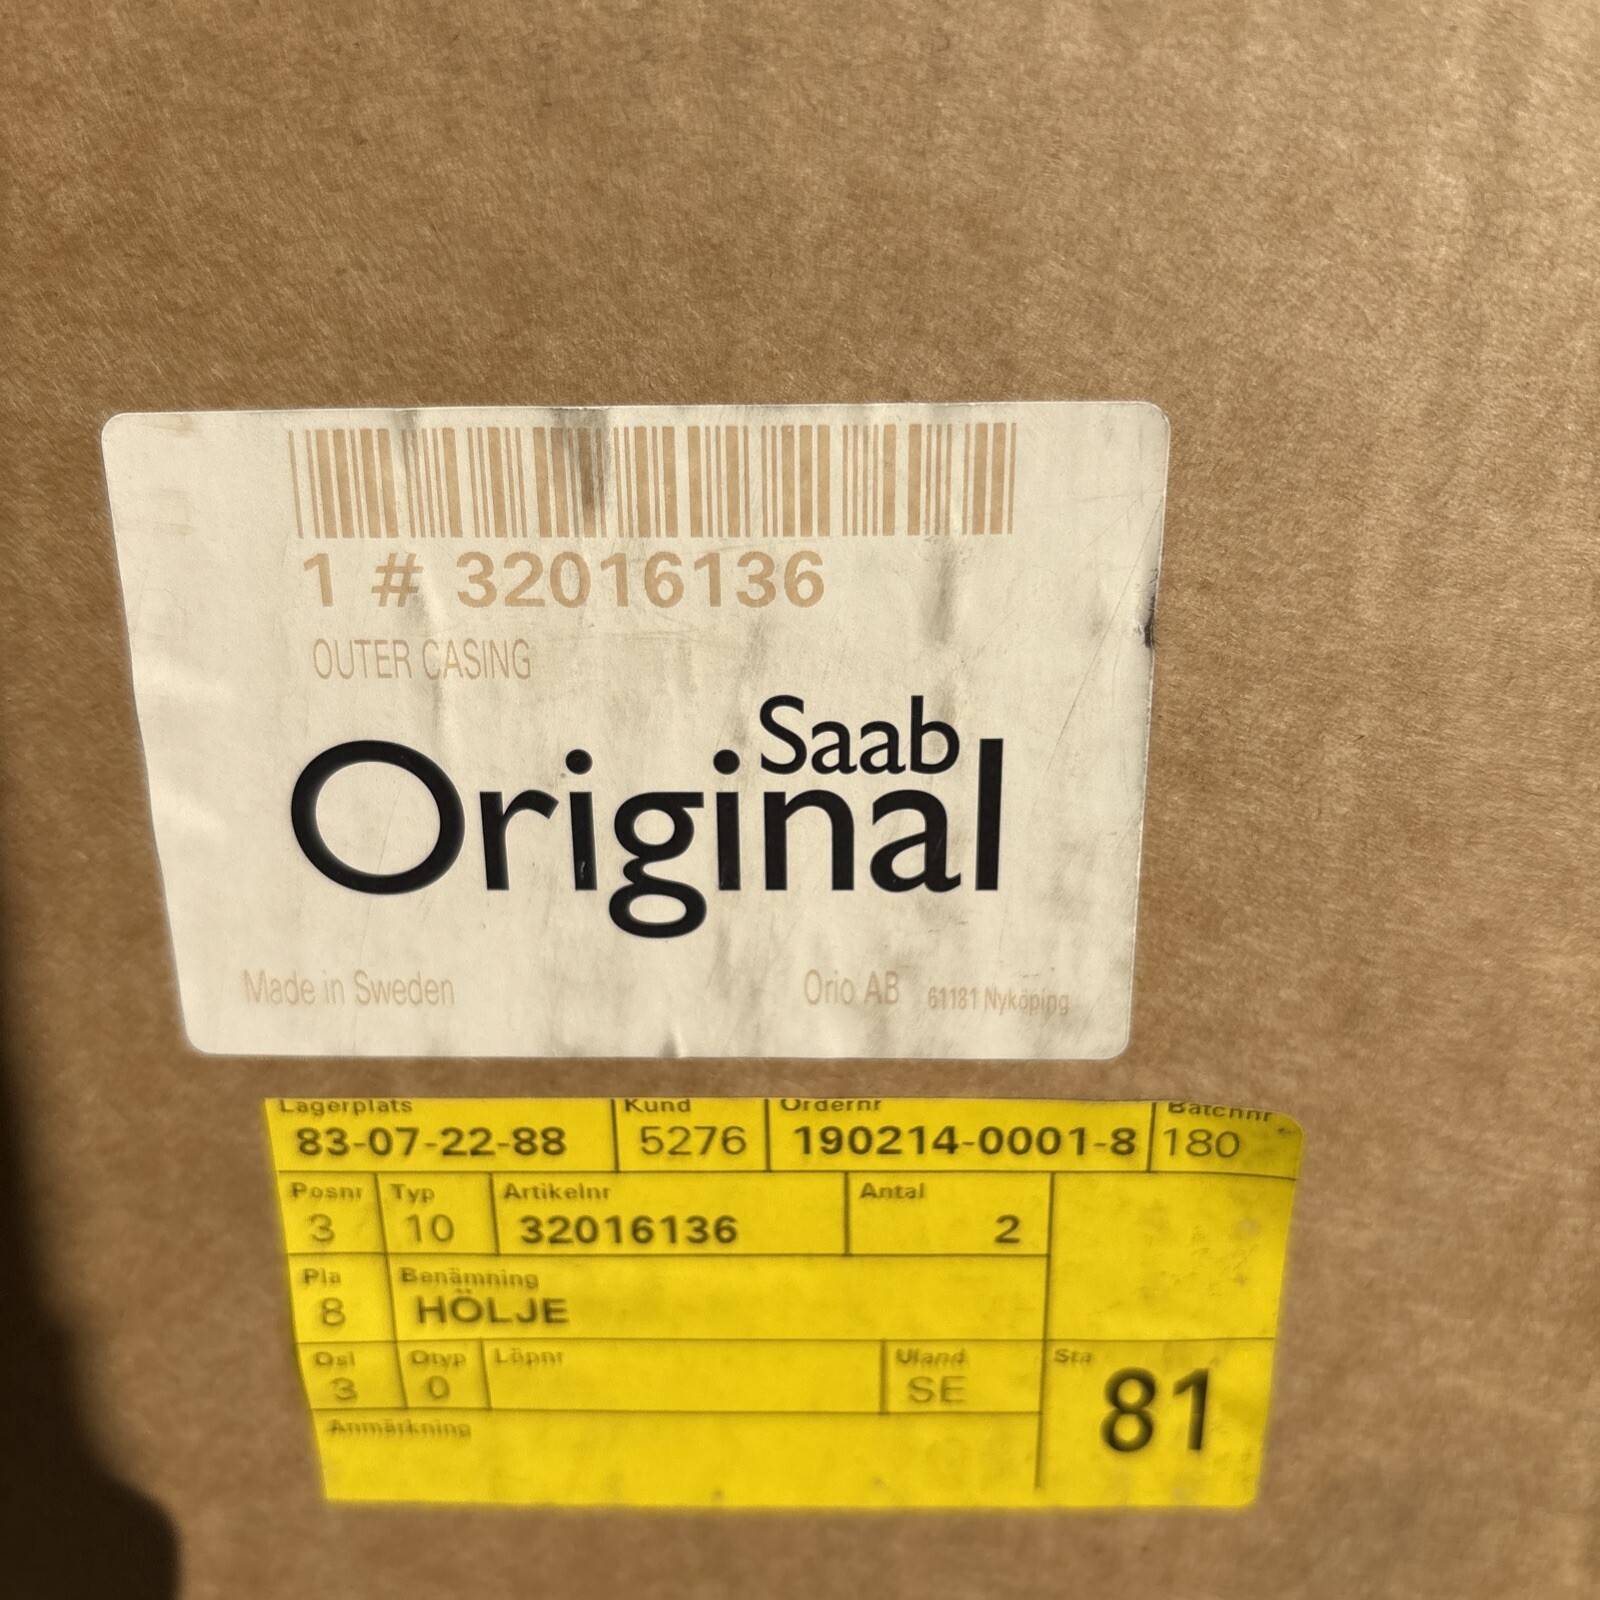 1 # 32016136
OUTER CASING
Saab
Original
Made in Sweden Orio AB 61181 Nyköping
Lagerplats Kund Ordernr Batchnr
83-07-22-88 5276 190214-0001-8 180
Posnr Typ Artikelnr Antal
3 10 32016136 2
Pla Benämning
8 HÖLJE
Osl Otyp Löpnr Uland Sta
3 0 SE 81
Anmärkning